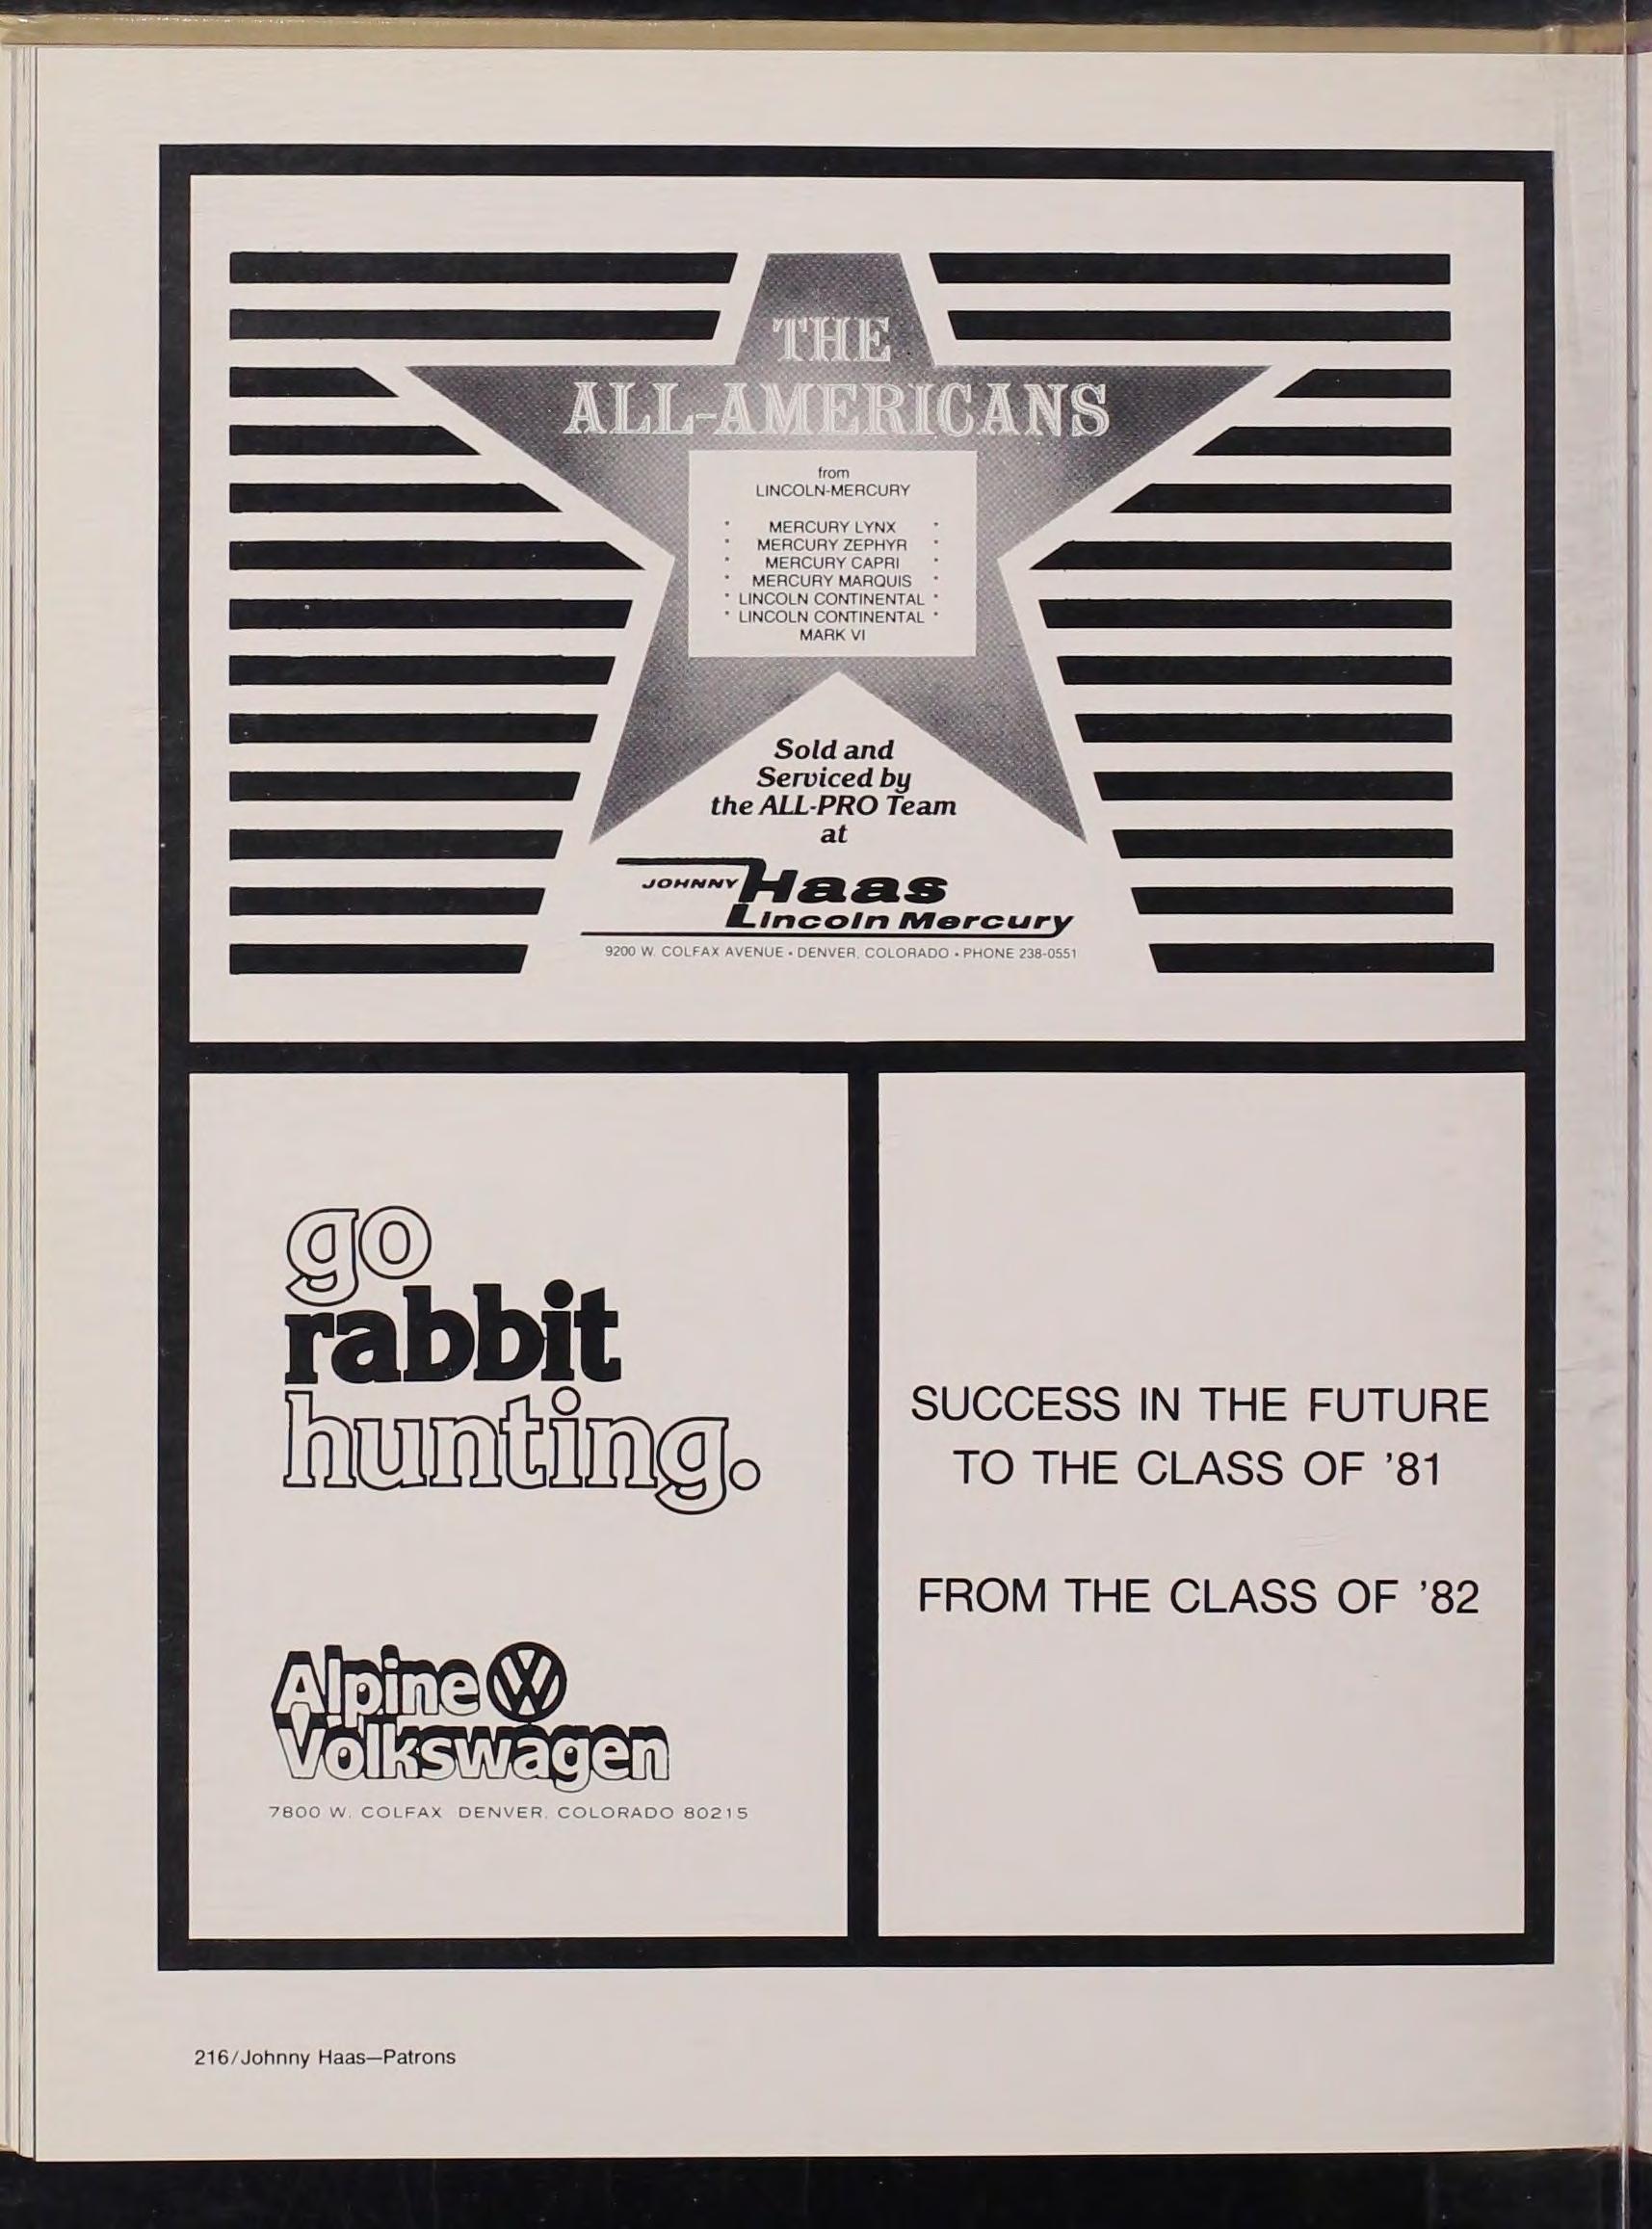 THE
ALL-AMERICANS
from
LINCOLN-MERCURY
* MERCURY LYNX *
* MERCURY ZEPHYR *
* MERCURY CAPRI *
* MERCURY MARQUIS *
* LINCOLN CONTINENTAL *
* LINCOLN CONTINENTAL *
MARK VI
Sold and
Serviced by
the ALL-PRO Team
at
JOHNNY Haas
Lincoln Mercury
9200 W. COLFAX AVENUE • DENVER, COLORADO • PHONE 238-0551
go
rabbit
hunting.
Alpine VW
Volkswagen
7800 W. COLFAX DENVER, COLORADO 80215
SUCCESS IN THE FUTURE
TO THE CLASS OF '81
FROM THE CLASS OF '82
216/Johnny Haas—Patrons